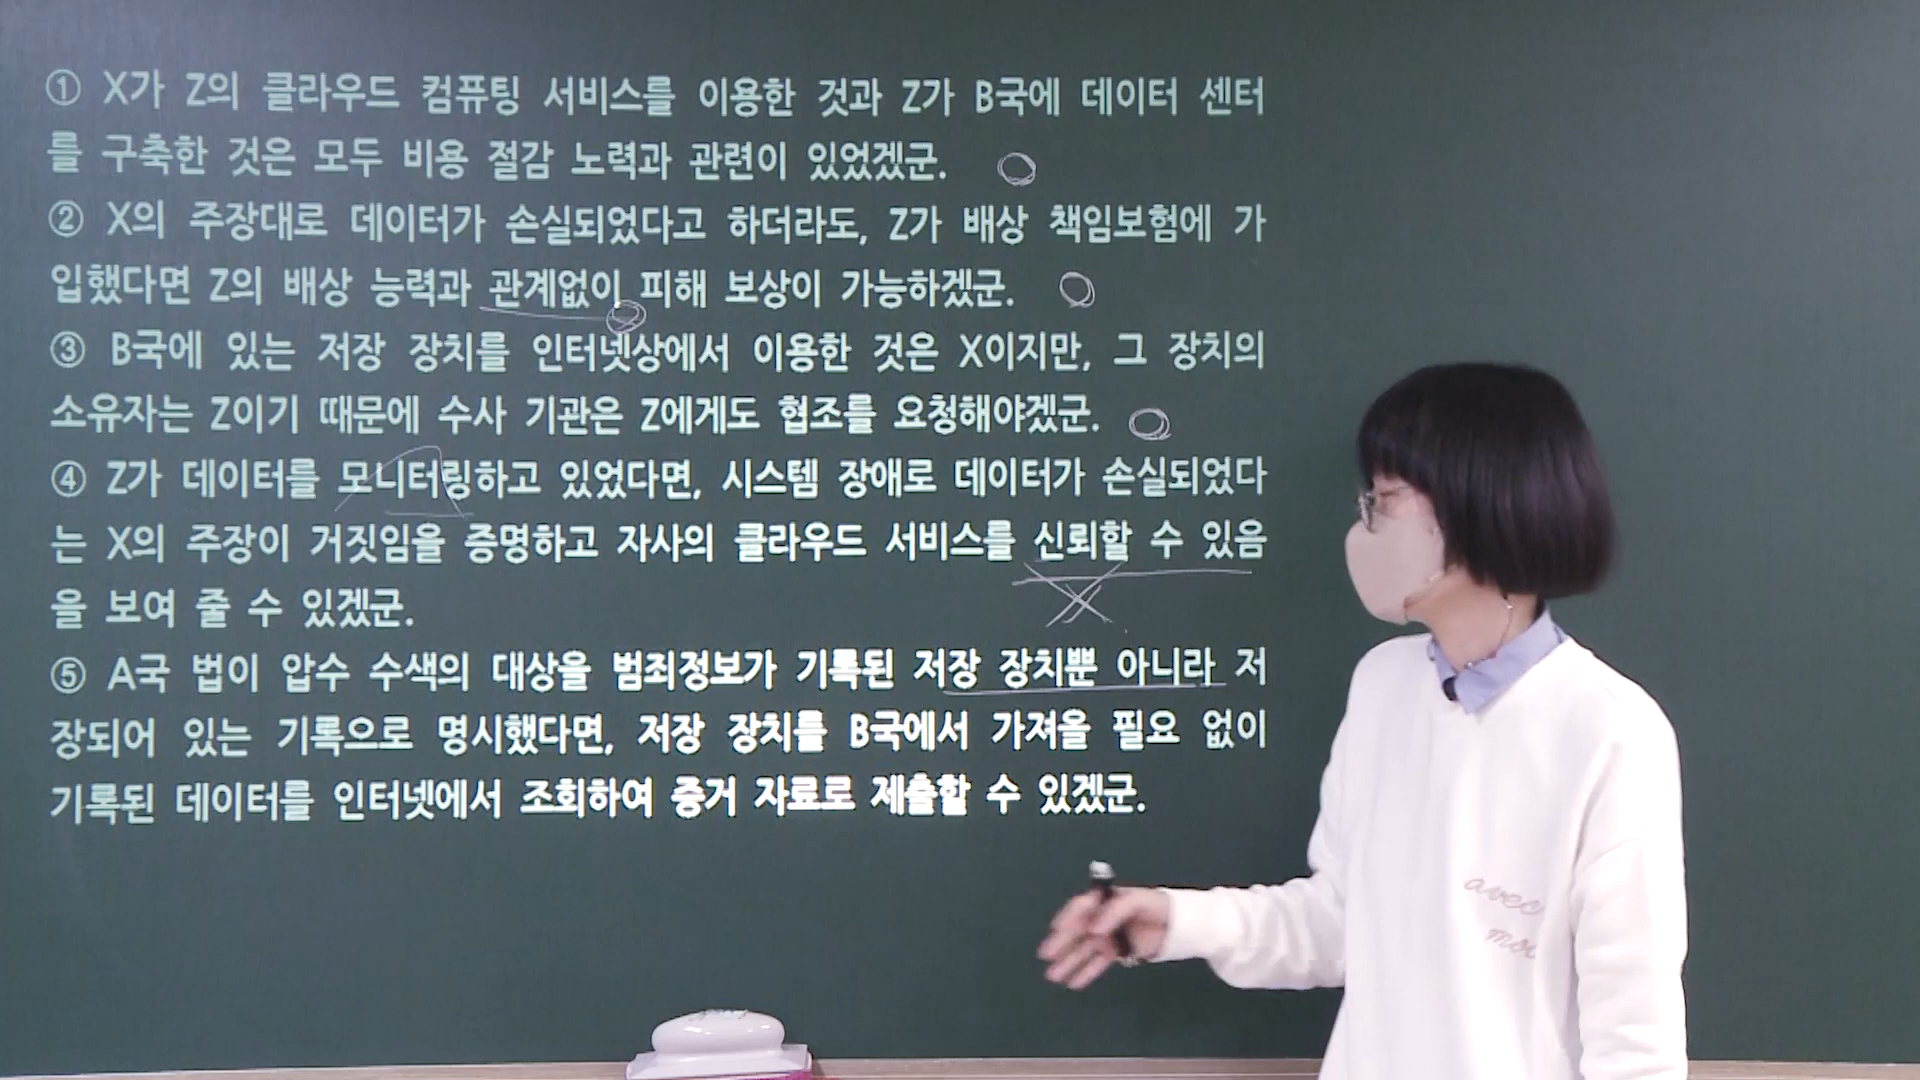 ① X가 Z의 클라우드 컴퓨팅 서비스를 이용한 것과 Z가 B국에 데이터 센터
를 구축한 것은 모두 비용 절감 노력과 관련이 있었겠군.
② X의 주장대로 데이터가 손실되었다고 하더라도, Z가 배상 책임보험에 가
입했다면 Z의 배상 능력과 관계없이 피해 보상이 가능하겠군.
③ B국에 있는 저장 장치를 인터넷상에서 이용한 것은 X이지만, 그 장치의
소유자는 Z이기 때문에 수사 기관은 Z에게도 협조를 요청해야겠군.
④ Z가 데이터를 모니터링하고 있었다면, 시스템 장애로 데이터가 손실되었다
는 X의 주장이 거짓임을 증명하고 자사의 클라우드 서비스를 신뢰할 수 있음
을 보여 줄 수 있겠군.
⑤ A국 법이 압수 수색의 대상을 범죄정보가 기록된 저장 장치뿐 아니라 저
장되어 있는 기록으로 명시했다면, 저장 장치를 B국에서 가져올 필요 없이
기록된 데이터를 인터넷에서 조회하여 증거 자료로 제출할 수 있겠군.
avec
moi